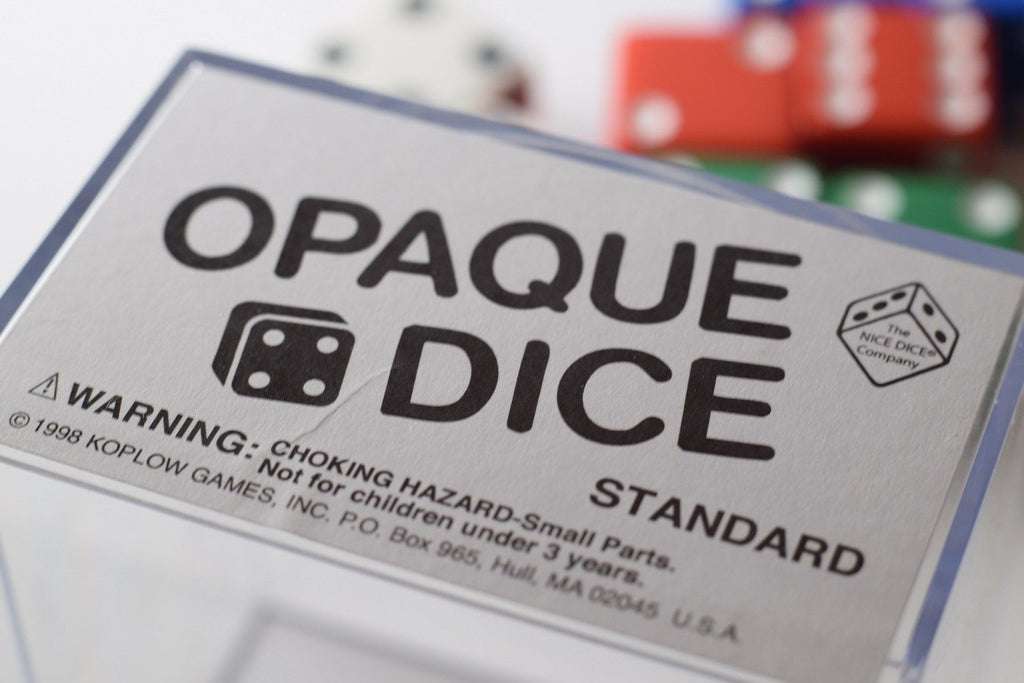 OPAQUE
DICE
The
NICE DICE®
Company
STANDARD
⚠ WARNING: CHOKING HAZARD-Small Parts.
Not for children under 3 years.
© 1998 KOPLOW GAMES, INC. P.O. Box 965, Hull, MA 02045 U.S.A.